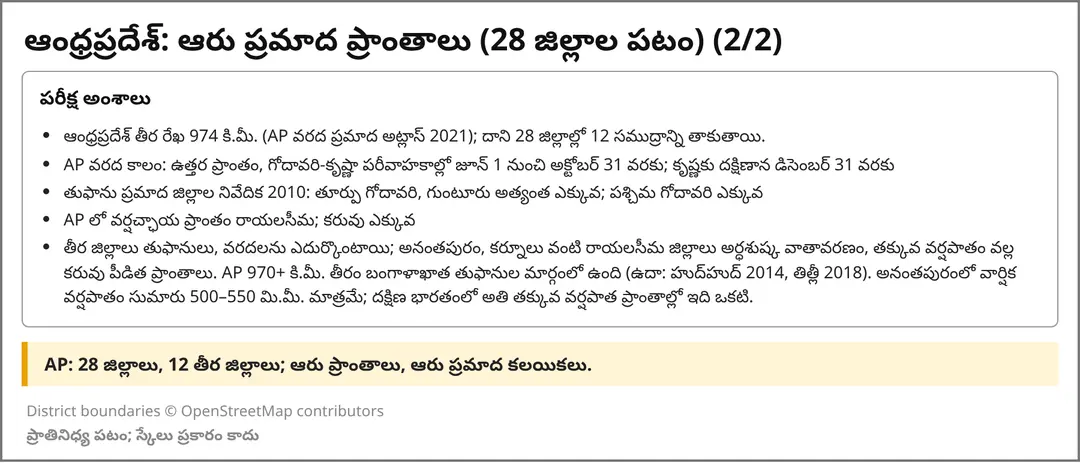 ఆంధ్రప్రదేశ్: ఆరు ప్రమాద ప్రాంతాలు (28 జిల్లాల పటం) (2/2)
పరీక్ష అంశాలు
• ఆంధ్రప్రదేశ్ తీర రేఖ 974 కి.మీ. (AP వరద ప్రమాద అట్లాస్ 2021); దాని 28 జిల్లాల్లో 12 సముద్రాన్ని తాకుతాయి.
• AP వరద కాలం: ఉత్తర ప్రాంతం, గోదావరి-కృష్ణా పరీవాహకాల్లో జూన్ 1 నుంచి అక్టోబర్ 31 వరకు; కృష్ణకు దక్షిణాన డిసెంబర్ 31 వరకు
• తుఫాను ప్రమాద జిల్లాల నివేదిక 2010: తూర్పు గోదావరి, గుంటూరు అత్యంత ఎక్కువ; పశ్చిమ గోదావరి ఎక్కువ
• AP లో వర్షచ్ఛాయ ప్రాంతం రాయలసీమ; కరువు ఎక్కువ
• తీర జిల్లాలు తుఫానులు, వరదలను ఎదుర్కొంటాయి; అనంతపురం, కర్నూలు వంటి రాయలసీమ జిల్లాలు అర్ధశుష్క వాతావరణం, తక్కువ వర్షపాతం వల్ల
కరువు పీడిత ప్రాంతాలు. AP 970+ కి.మీ. తీరం బంగాళాఖాత తుఫానుల మార్గంలో ఉంది (ఉదా: హుద్‌హుద్ 2014, తిత్లీ 2018). అనంతపురంలో వార్షిక
వర్షపాతం సుమారు 500–550 మి.మీ. మాత్రమే; దక్షిణ భారతంలో అతి తక్కువ వర్షపాత ప్రాంతాల్లో ఇది ఒకటి.
AP: 28 జిల్లాలు, 12 తీర జిల్లాలు; ఆరు ప్రాంతాలు, ఆరు ప్రమాద కలయికలు.
District boundaries © OpenStreetMap contributors
ప్రాతినిధ్య పటం; స్కేలు ప్రకారం కాదు